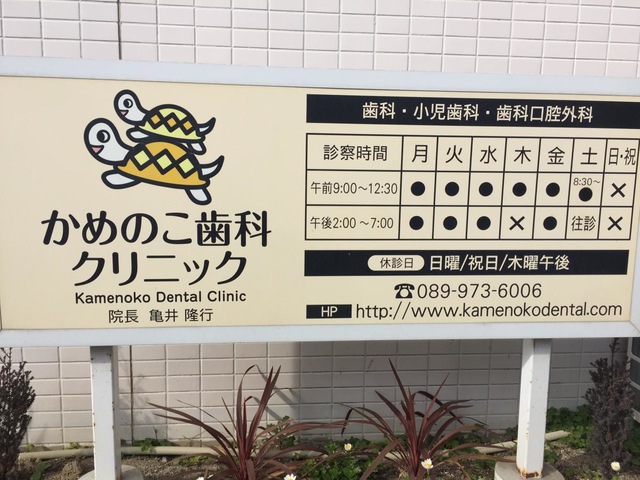 かめのこ歯科
クリニック
Kamenoko Dental Clinic
院長 亀井 隆行
歯科・小児歯科・歯科口腔外科
診察時間 月 火 水 木 金 土 日・祝
午前9:00〜12:30 ● ● ● ● ● 8:30〜● ×
午後2:00〜7:00 ● ● ● × ● 往診 ×
休診日 日曜/祝日/木曜午後
☎089-973-6006
HP http://www.kamenokodental.com